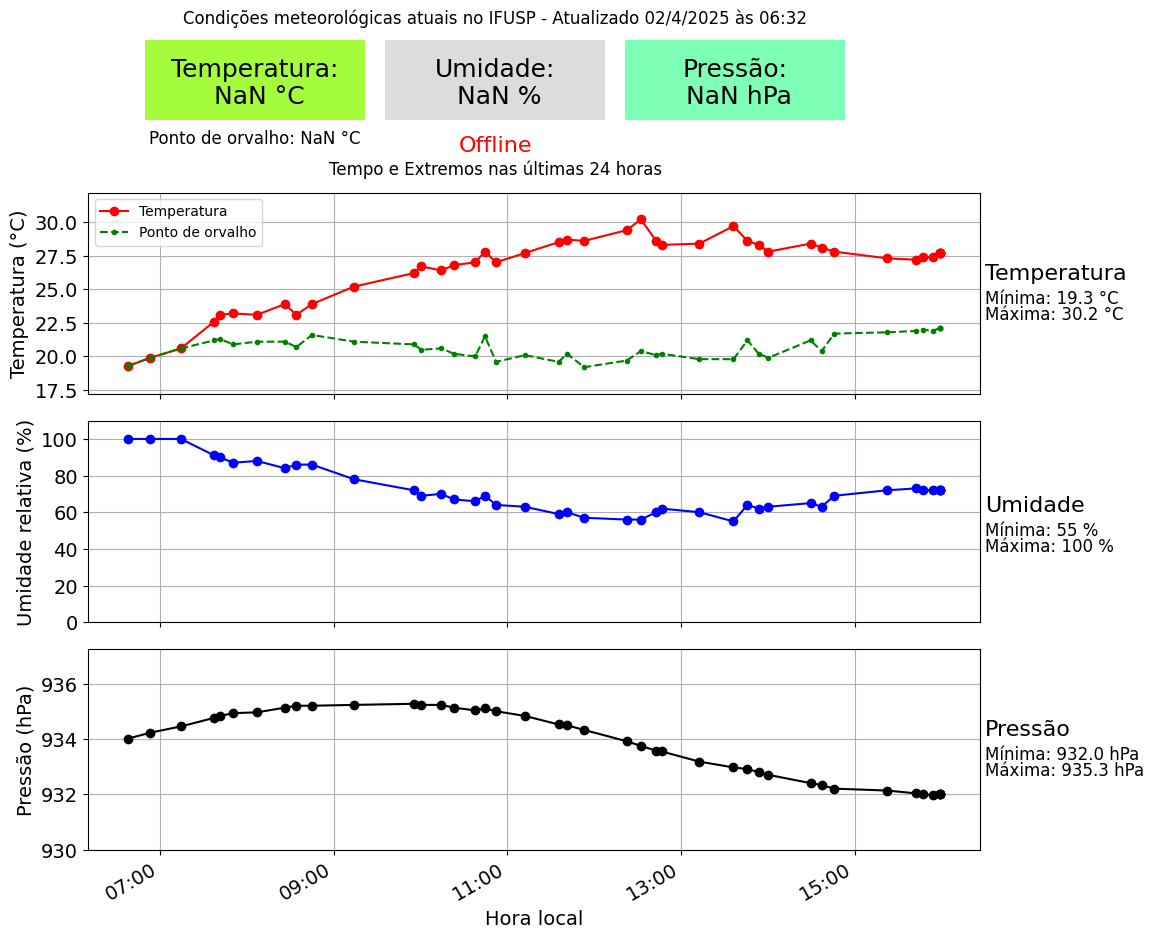 Condições meteorológicas atuais no IFUSP - Atualizado 02/4/2025 às 06:32
Temperatura:
NaN °C
Umidade:
NaN %
Pressão:
NaN hPa
Ponto de orvalho: NaN °C
Offline
Tempo e Extremos nas últimas 24 horas
Temperatura (°C)
30.0
27.5
25.0
22.5
20.0
17.5
Temperatura
Ponto de orvalho
Temperatura
Mínima: 19.3 °C
Máxima: 30.2 °C
Umidade relativa (%)
100
80
60
40
20
0
Umidade
Mínima: 55 %
Máxima: 100 %
Pressão (hPa)
936
934
932
930
Pressão
Mínima: 932.0 hPa
Máxima: 935.3 hPa
07:00
09:00
11:00
13:00
15:00
Hora local